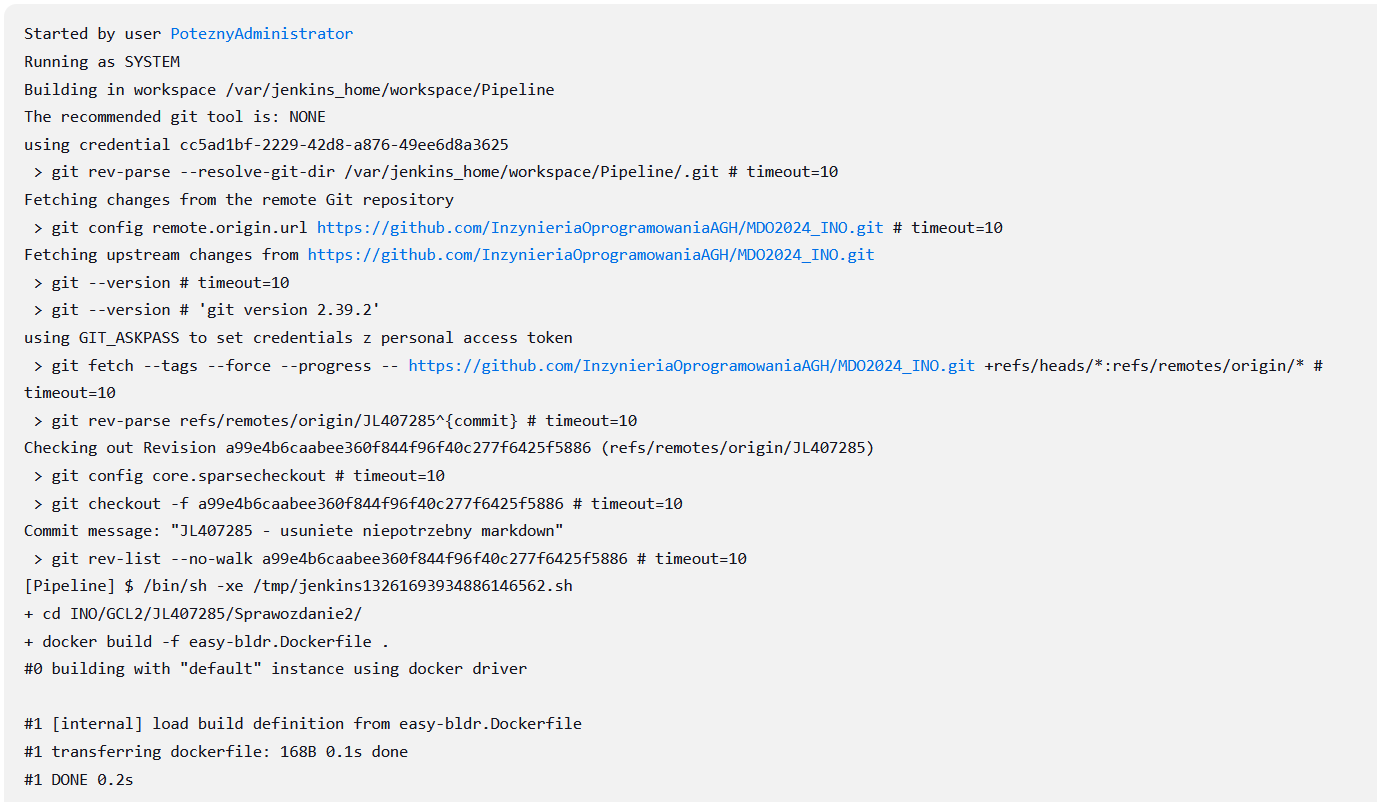 Started by user PoteznyAdministrator
Running as SYSTEM
Building in workspace /var/jenkins_home/workspace/Pipeline
The recommended git tool is: NONE
using credential cc5ad1bf-2229-42d8-a876-49ee6d8a3625
 > git rev-parse --resolve-git-dir /var/jenkins_home/workspace/Pipeline/.git # timeout=10
Fetching changes from the remote Git repository
 > git config remote.origin.url https://github.com/InzynieriaOprogramowaniaAGH/MDO2024_INO.git # timeout=10
Fetching upstream changes from https://github.com/InzynieriaOprogramowaniaAGH/MDO2024_INO.git
 > git --version # timeout=10
 > git --version # 'git version 2.39.2'
using GIT_ASKPASS to set credentials z personal access token
 > git fetch --tags --force --progress -- https://github.com/InzynieriaOprogramowaniaAGH/MDO2024_INO.git +refs/heads/*:refs/remotes/origin/* #
timeout=10
 > git rev-parse refs/remotes/origin/JL407285^{commit} # timeout=10
Checking out Revision a99e4b6caabee360f844f96f40c277f6425f5886 (refs/remotes/origin/JL407285)
 > git config core.sparsecheckout # timeout=10
 > git checkout -f a99e4b6caabee360f844f96f40c277f6425f5886 # timeout=10
Commit message: "JL407285 - usuniete niepotrzebny markdown"
 > git rev-list --no-walk a99e4b6caabee360f844f96f40c277f6425f5886 # timeout=10
[Pipeline] $ /bin/sh -xe /tmp/jenkins13261693934886146562.sh
+ cd INO/GCL2/JL407285/Sprawozdanie2/
+ docker build -f easy-bldr.Dockerfile .
#0 building with "default" instance using docker driver

#1 [internal] load build definition from easy-bldr.Dockerfile
#1 transferring dockerfile: 168B 0.1s done
#1 DONE 0.2s